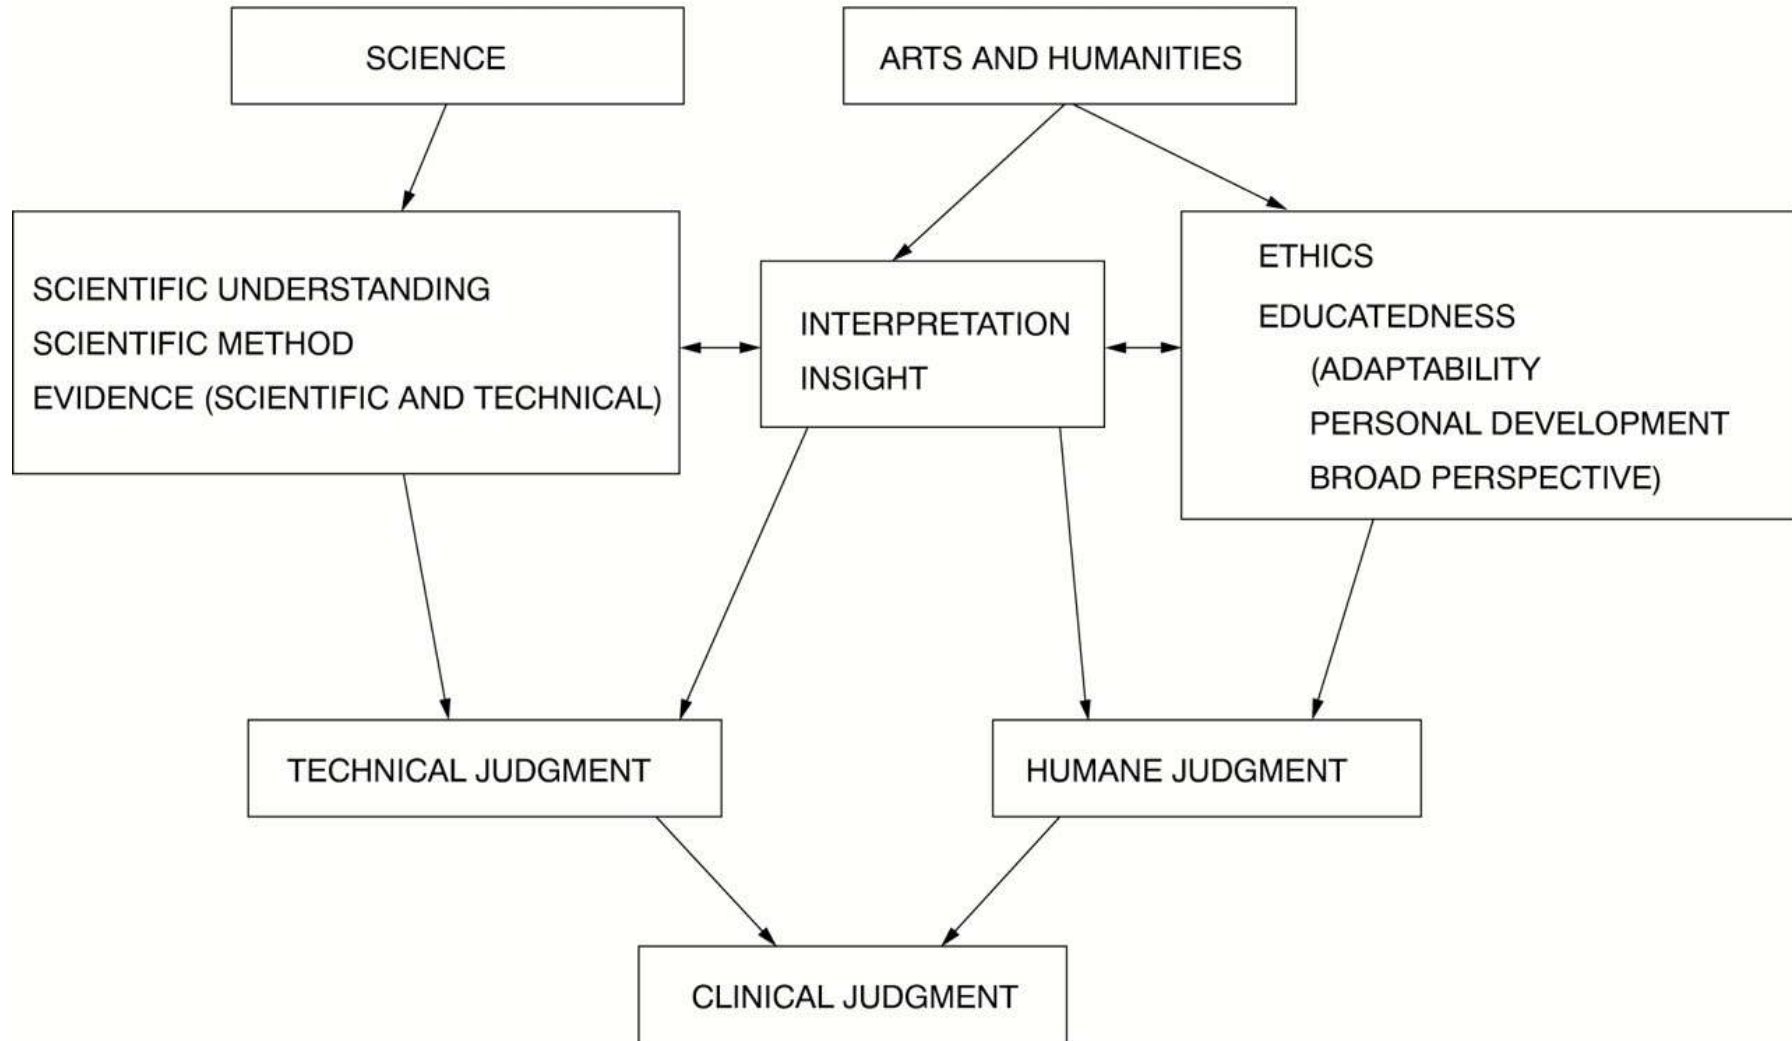 SCIENCE
ARTS AND HUMANITIES
SCIENTIFIC UNDERSTANDING
SCIENTIFIC METHOD
EVIDENCE (SCIENTIFIC AND TECHNICAL)
INTERPRETATION
INSIGHT
ETHICS
EDUCATEDNESS
(ADAPTABILITY
PERSONAL DEVELOPMENT
BROAD PERSPECTIVE)
TECHNICAL JUDGMENT
HUMANE JUDGMENT
CLINICAL JUDGMENT